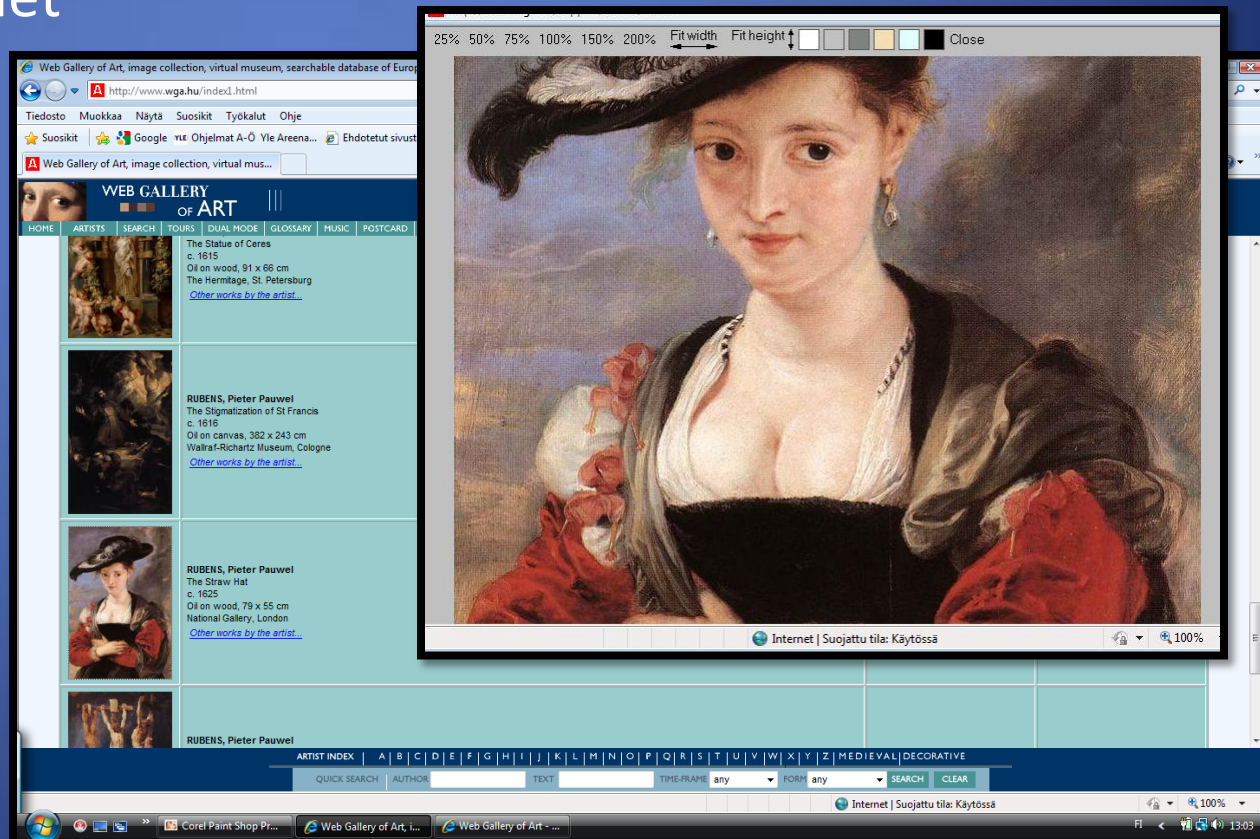 25% 50% 75% 100% 150% 200% Fit width Fit height Close
Web Gallery of Art, image collection, virtual museum, searchable database of Europ
http://www.wga.hu/index1.html
Tiedosto Muokkaa Näytä Suosikit Työkalut Ohje
Suosikit Google YLE Ohjelmat A-Ö Yle Areena... Ehdotetut sivust
Web Gallery of Art, image collection, virtual mus...
WEB GALLERY
OF ART
HOME ARTISTS SEARCH TOURS DUAL MODE GLOSSARY MUSIC POSTCARD
The Statue of Ceres
c. 1615
Oil on wood, 91 x 66 cm
The Hermitage, St. Petersburg
Other works by the artist...
RUBENS, Pieter Pauwel
The Stigmatization of St Francis
c. 1616
Oil on canvas, 382 x 243 cm
Wallraf-Richartz Museum, Cologne
Other works by the artist...
RUBENS, Pieter Pauwel
The Straw Hat
c. 1625
Oil on wood, 79 x 55 cm
National Gallery, London
Other works by the artist...
Internet | Suojattu tila: Käytössä 100%
RUBENS, Pieter Pauwel
ARTIST INDEX | A | B | C | D | E | F | G | H | I | J | K | L | M | N | O | P | Q | R | S | T | U | V | W | X | Y | Z | MEDIEVAL | DECORATIVE
QUICK SEARCH AUTHOR TEXT TIME-FRAME any FORM any SEARCH CLEAR
Internet | Suojattu tila: Käytössä 100%
Corel Paint Shop Pr... Web Gallery of Art, i... Web Gallery of Art - ... FI 13:03